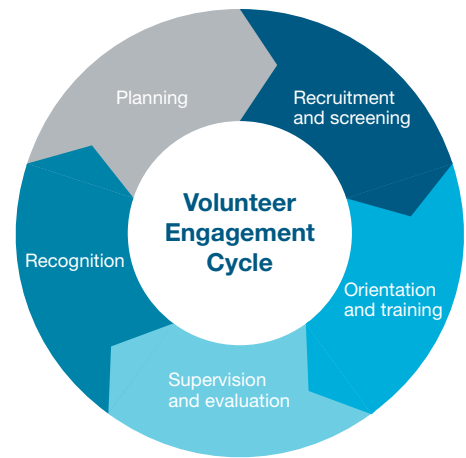 Planning
Recruitment
and screening
Volunteer
Engagement
Cycle
Recognition
Orientation
and training
Supervision
and evaluation